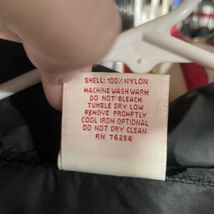 SHELL: 100% NYLON
MACHINE WASH WARM
DO NOT BLEACH
TUMBLE DRY LOW
REMOVE PROMPTLY
COOL IRON OPTIONAL
DO NOT DRY CLEAN
RN 76256